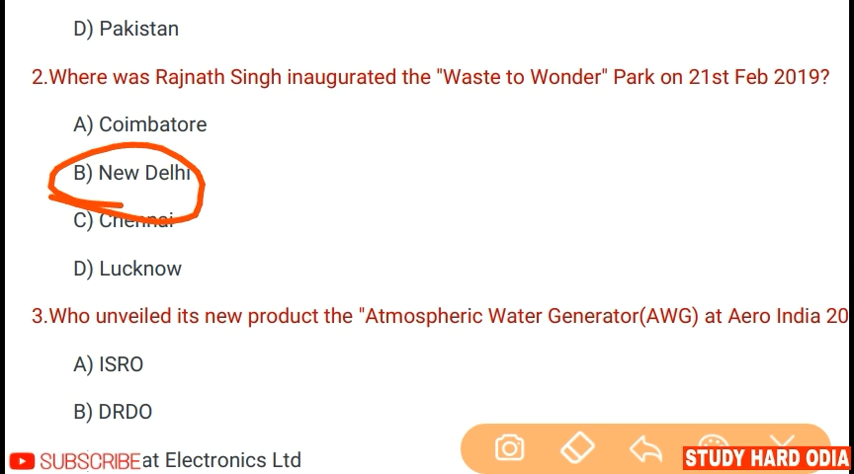 D) Pakistan
2.Where was Rajnath Singh inaugurated the "Waste to Wonder" Park on 21st Feb 2019?
A) Coimbatore
B) New Delhi
C) Chennai
D) Lucknow
3.Who unveiled its new product the "Atmospheric Water Generator(AWG) at Aero India 20
A) ISRO
B) DRDO
SUBSCRIBE at Electronics Ltd
STUDY HARD ODIA